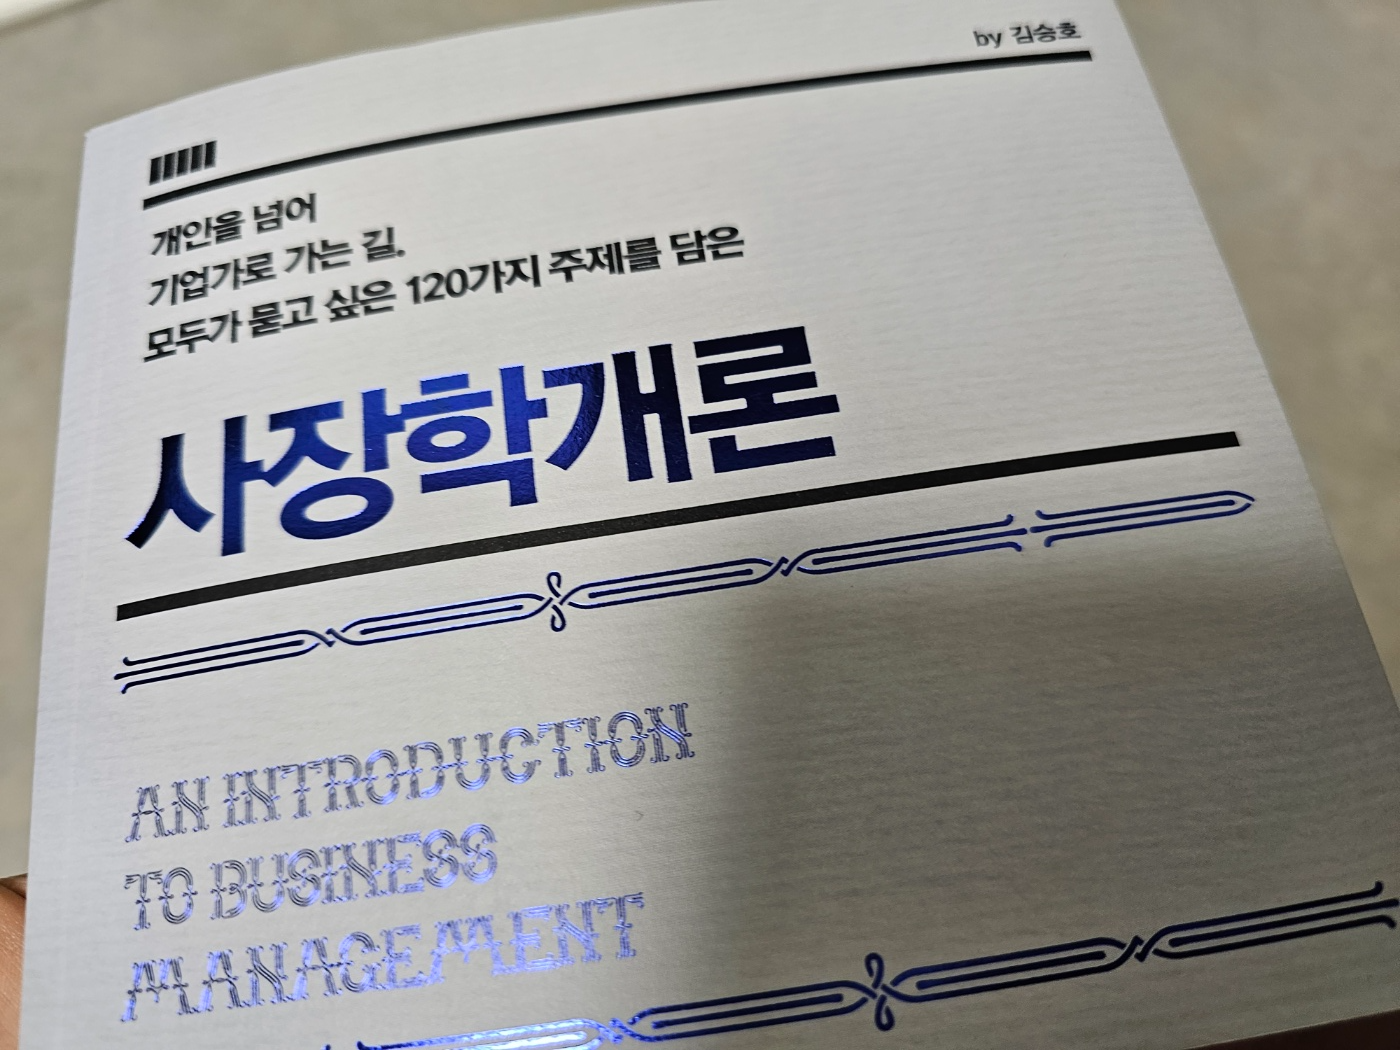 by 김승호
개인을 넘어
기업가로 가는 길.
모두가 묻고 싶은 120가지 주제를 담은
사장학개론
AN INTRODUCTION
TO BUSINESS
MANAGEMENT